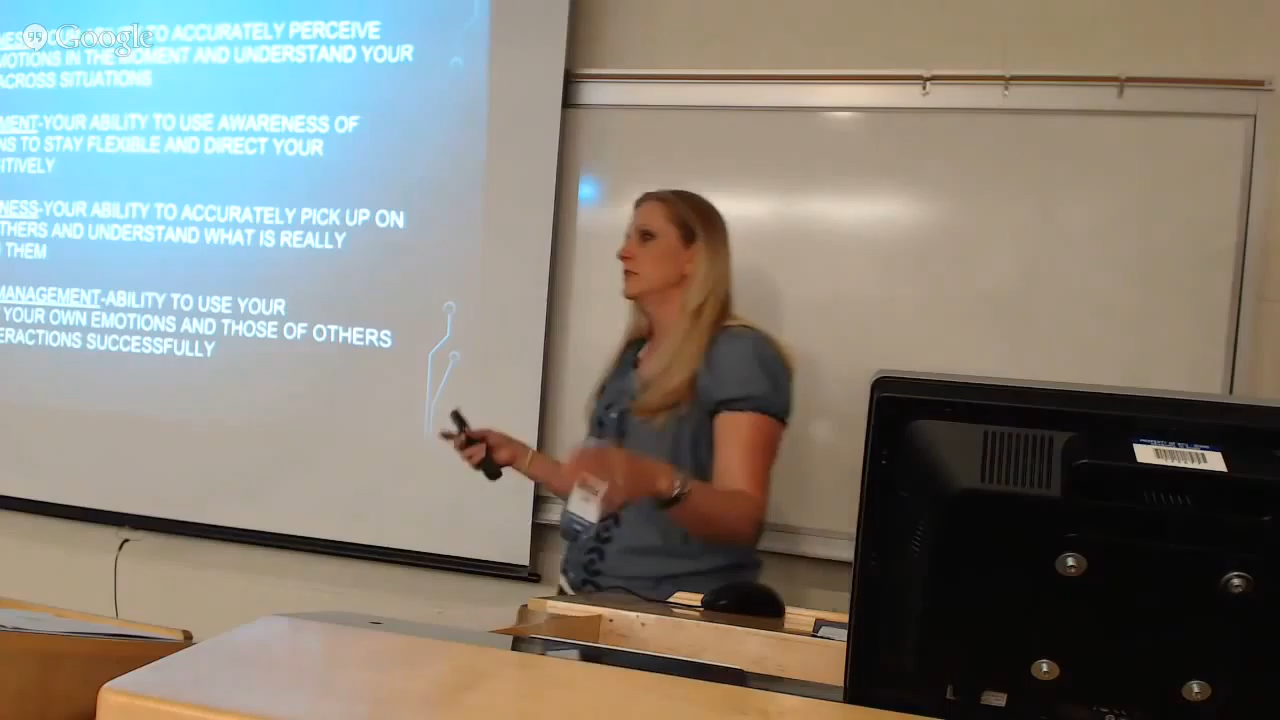 Google
TO ACCURATELY PERCEIVE
MOTIONS IN THE MOMENT AND UNDERSTAND YOUR
ACROSS SITUATIONS
MENT-YOUR ABILITY TO USE AWARENESS OF
NS TO STAY FLEXIBLE AND DIRECT YOUR
ITIVELY
NESS-YOUR ABILITY TO ACCURATELY PICK UP ON
THERS AND UNDERSTAND WHAT IS REALLY
THEM
MANAGEMENT-ABILITY TO USE YOUR
YOUR OWN EMOTIONS AND THOSE OF OTHERS
ERACTIONS SUCCESSFULLY